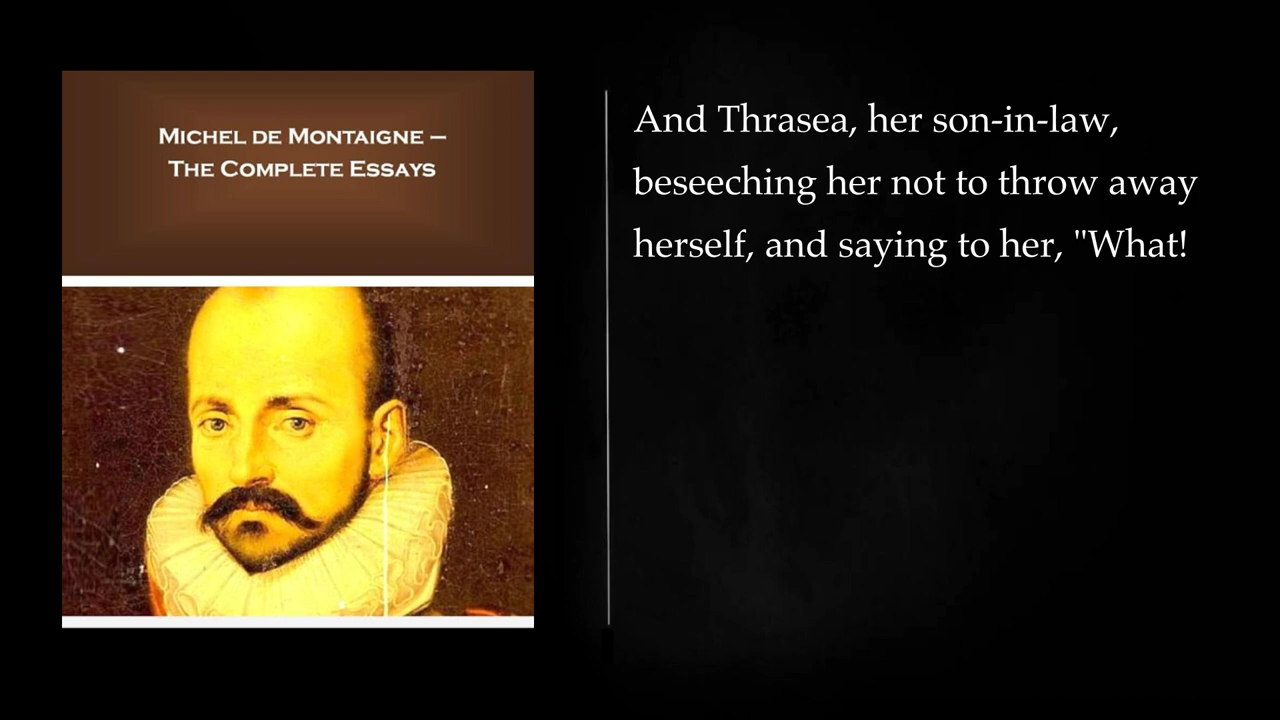 MICHEL DE MONTAIGNE –
THE COMPLETE ESSAYS
And Thrasea, her son-in-law,
beseeching her not to throw away
herself, and saying to her, "What!